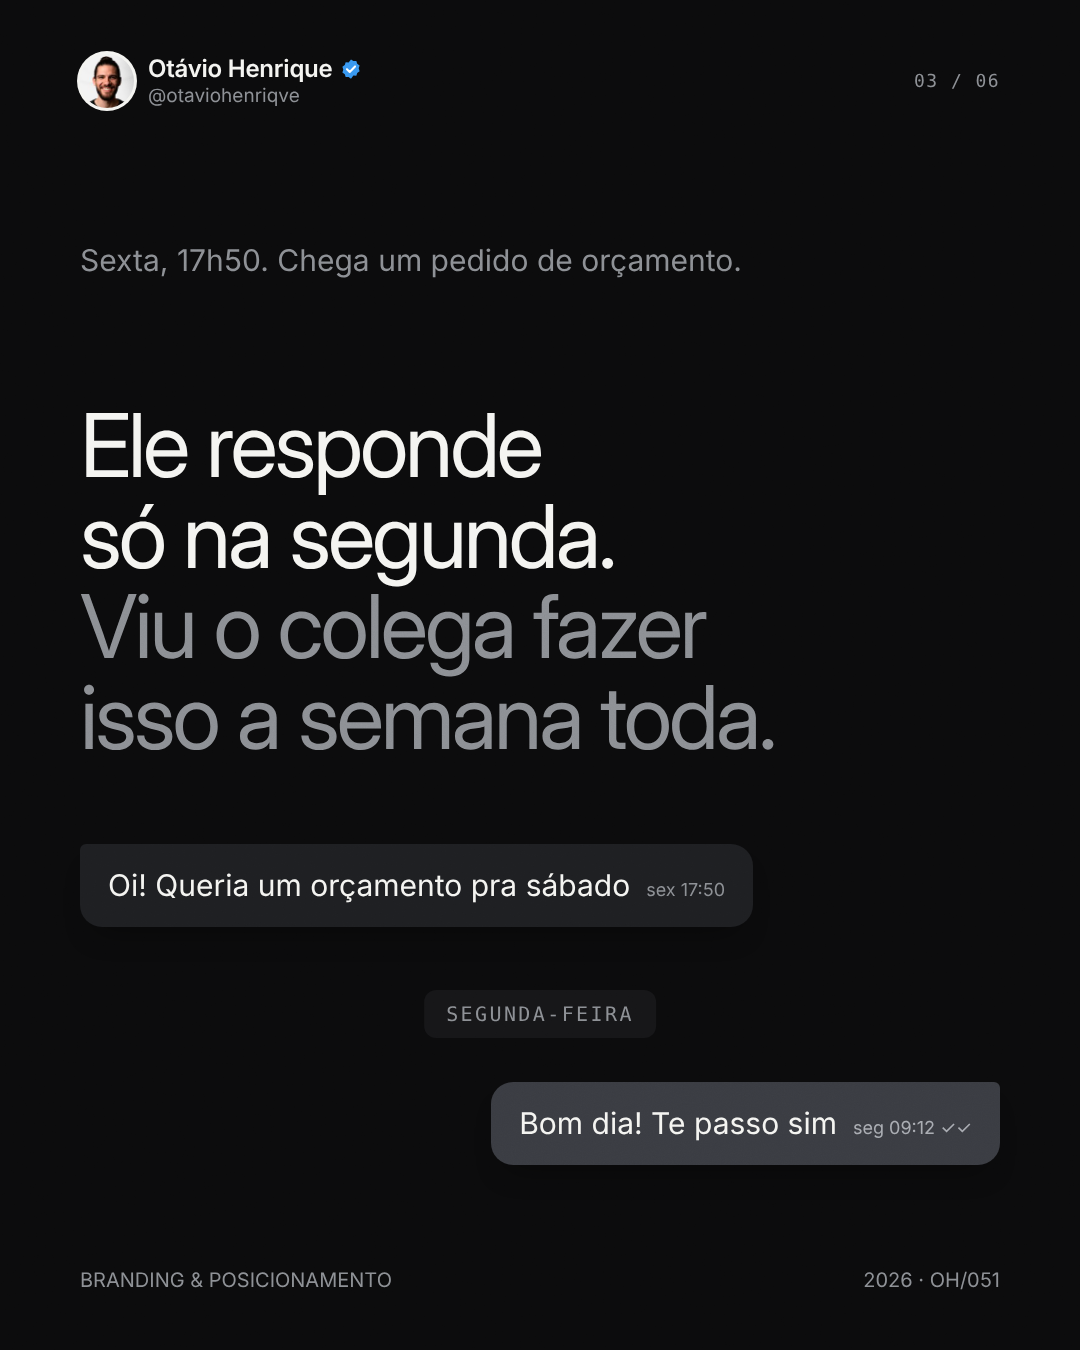 Otávio Henrique
@otaviohenriqve
03 / 06
Sexta, 17h50. Chega um pedido de orçamento.
Ele responde
só na segunda.
Viu o colega fazer
isso a semana toda.
Oi! Queria um orçamento pra sábado sex 17:50
SEGUNDA-FEIRA
Bom dia! Te passo sim seg 09:12 ✓✓
BRANDING & POSICIONAMENTO
2026 · OH/051